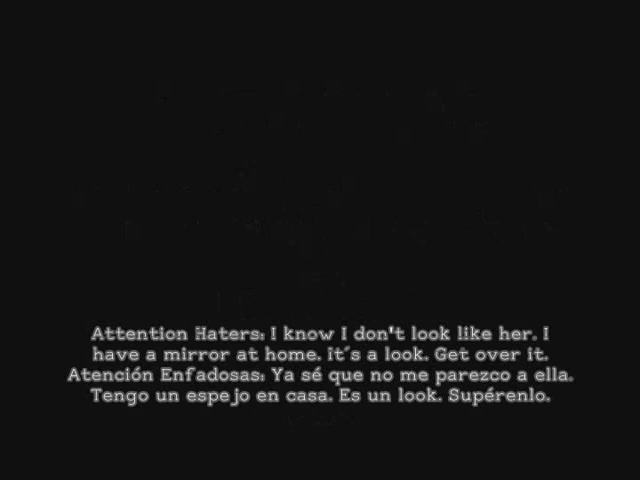 Attention Haters: I know I don't look like her. I
have a mirror at home. it´s a look. Get over it.
Atención Enfadosas: Ya sé que no me parezco a ella.
Tengo un espejo en casa. Es un look. Supérenlo.